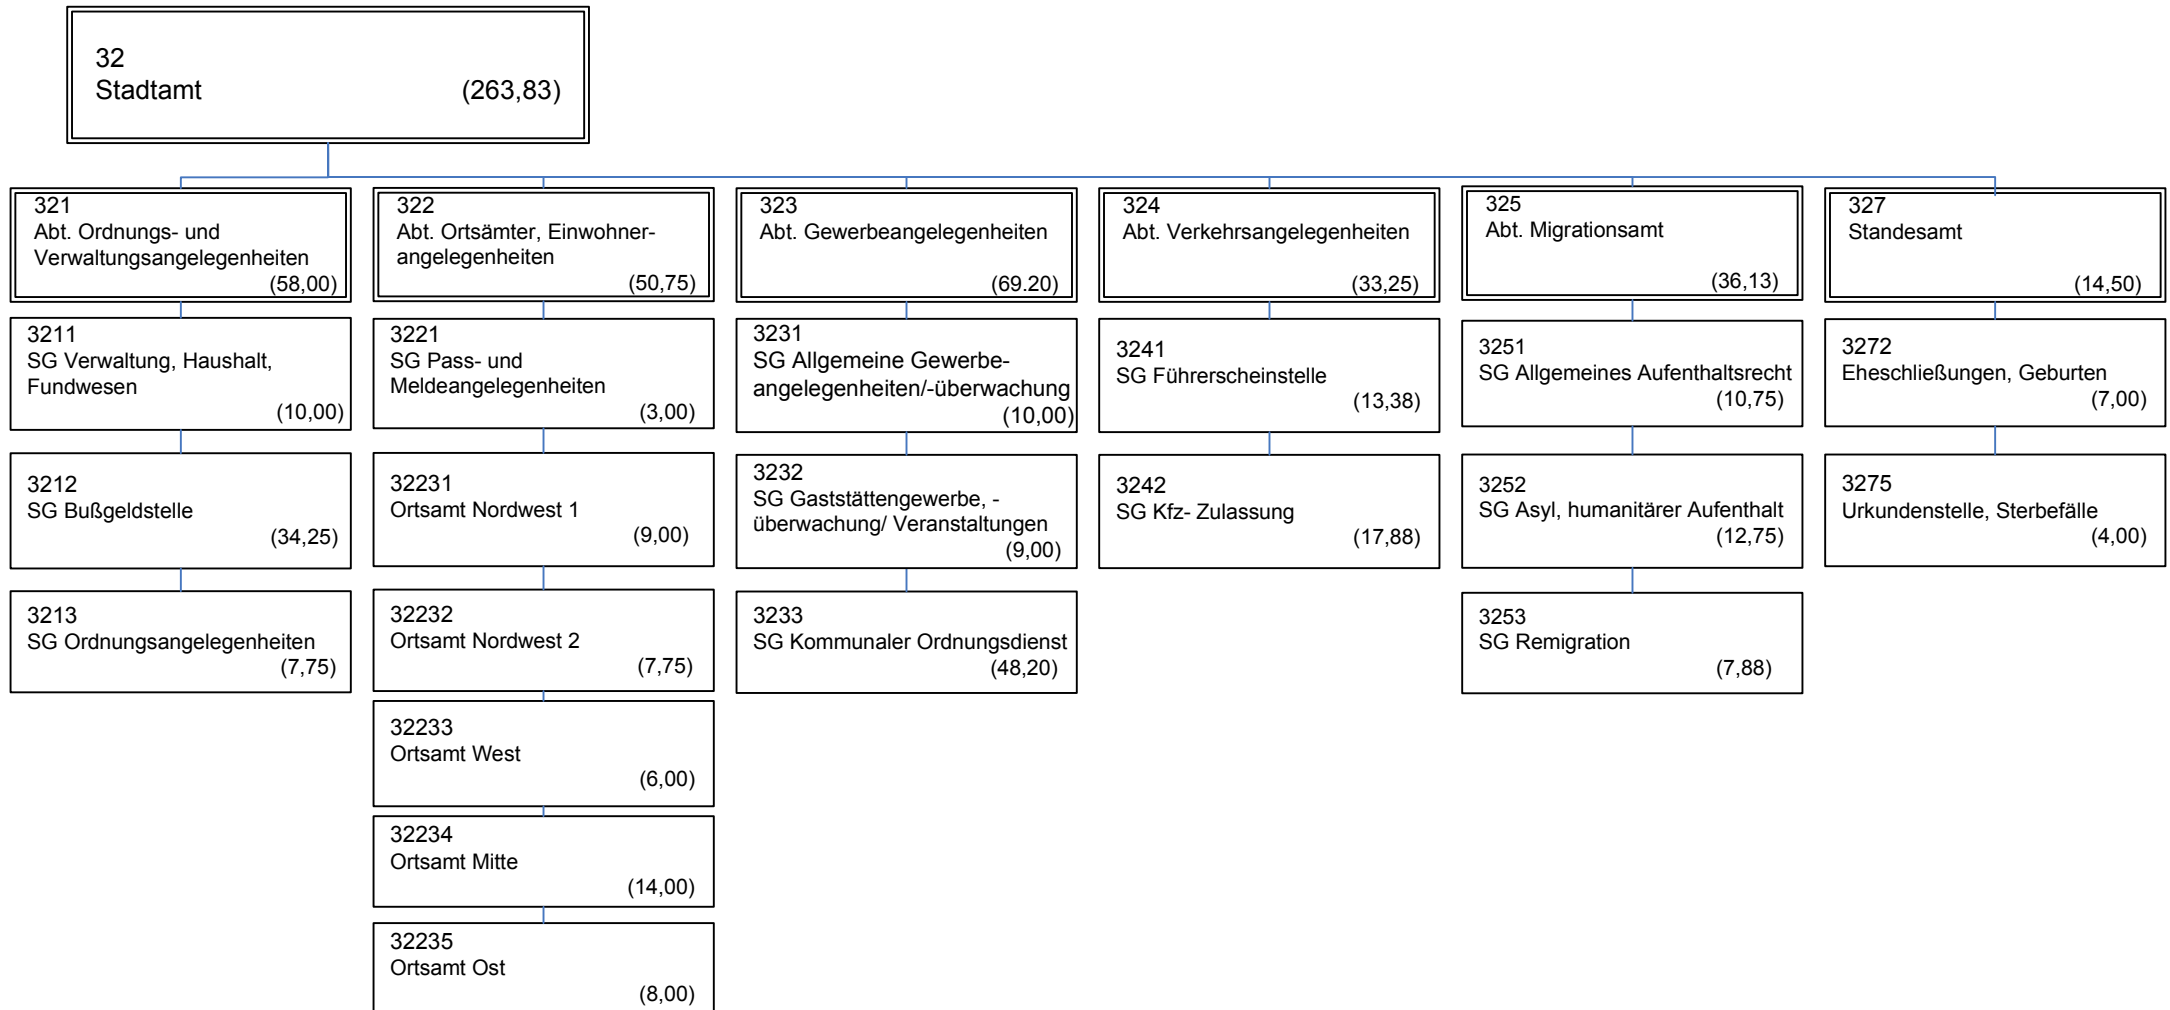 32
Stadtamt (263,83)
321
Abt. Ordnungs- und
Verwaltungsangelegenheiten
(58,00)
322
Abt. Ortsämter, Einwohner-
angelegenheiten
(50,75)
323
Abt. Gewerbeangelegenheiten
(69.20)
324
Abt. Verkehrsangelegenheiten
(33,25)
325
Abt. Migrationsamt
(36,13)
327
Standesamt
(14,50)
3211
SG Verwaltung, Haushalt,
Fundwesen
(10,00)
3221
SG Pass- und
Meldeangelegenheiten
(3,00)
3231
SG Allgemeine Gewerbe-
angelegenheiten/-überwachung
(10,00)
3241
SG Führerscheinstelle
(13,38)
3251
SG Allgemeines Aufenthaltsrecht
(10,75)
3272
Eheschließungen, Geburten
(7,00)
3212
SG Bußgeldstelle
(34,25)
32231
Ortsamt Nordwest 1
(9,00)
3232
SG Gaststättengewerbe, -
überwachung/ Veranstaltungen
(9,00)
3242
SG Kfz- Zulassung
(17,88)
3252
SG Asyl, humanitärer Aufenthalt
(12,75)
3275
Urkundenstelle, Sterbefälle
(4,00)
3213
SG Ordnungsangelegenheiten
(7,75)
32232
Ortsamt Nordwest 2
(7,75)
3233
SG Kommunaler Ordnungsdienst
(48,20)
3253
SG Remigration
(7,88)
32233
Ortsamt West
(6,00)
32234
Ortsamt Mitte
(14,00)
32235
Ortsamt Ost
(8,00)